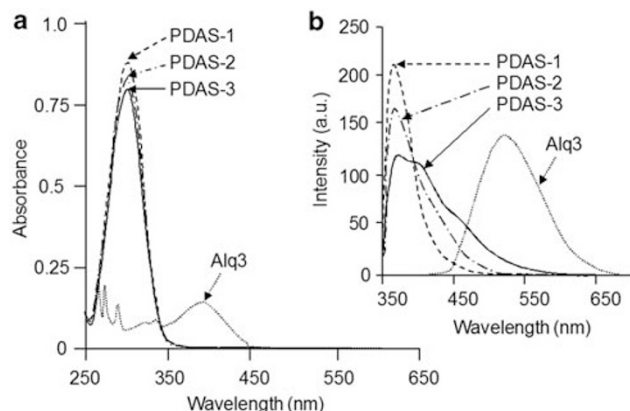 a
1.0
0.75
0.5
0.25
0
Absorbance
PDAS-1
PDAS-2
PDAS-3
Alq3
250
350
450
550
650
Wavelength (nm)
b
250
200
150
100
50
0
Intensity (a.u.)
PDAS-1
PDAS-2
PDAS-3
Alq3
350
450
550
650
Wavelength (nm)